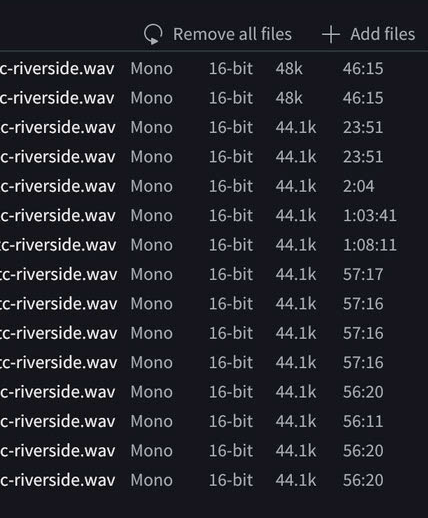 Remove all files + Add files
c-riverside.wav Mono 16-bit 48k 46:15
c-riverside.wav Mono 16-bit 48k 46:15
c-riverside.wav Mono 16-bit 44.1k 23:51
c-riverside.wav Mono 16-bit 44.1k 23:51
c-riverside.wav Mono 16-bit 44.1k 2:04
c-riverside.wav Mono 16-bit 44.1k 1:03:41
tc-riverside.wav Mono 16-bit 44.1k 1:08:11
tc-riverside.wav Mono 16-bit 44.1k 57:17
tc-riverside.wav Mono 16-bit 44.1k 57:16
tc-riverside.wav Mono 16-bit 44.1k 57:16
tc-riverside.wav Mono 16-bit 44.1k 57:16
c-riverside.wav Mono 16-bit 44.1k 56:20
c-riverside.wav Mono 16-bit 44.1k 56:11
c-riverside.wav Mono 16-bit 44.1k 56:20
c-riverside.wav Mono 16-bit 44.1k 56:20